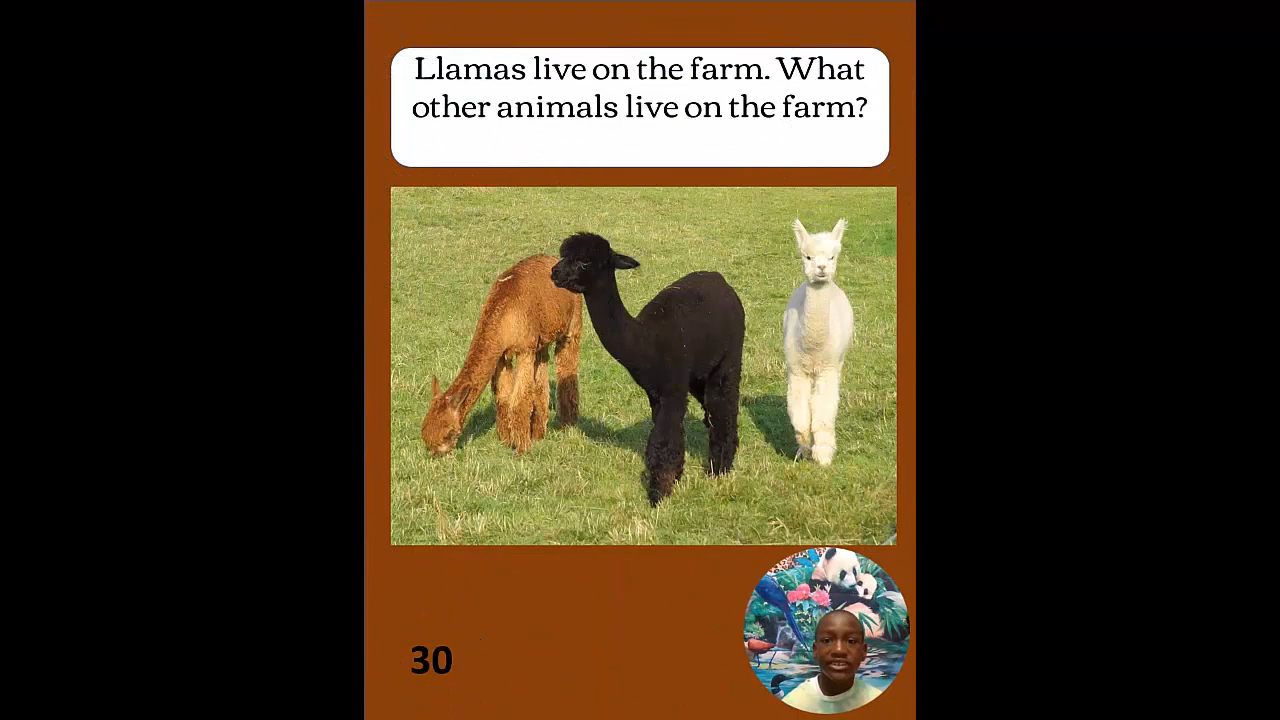 Llamas live on the farm. What
other animals live on the farm?
30